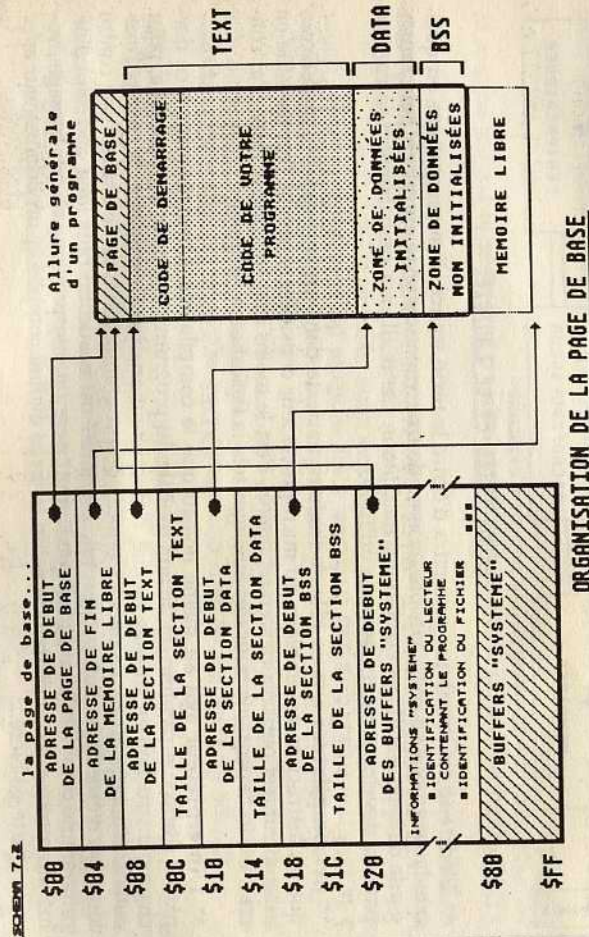 SCHEMA 7.2
la page de base...
$00
ADRESSE DE DEBUT
DE LA PAGE DE BASE
$04
ADRESSE DE FIN
DE LA MEMOIRE LIBRE
$08
ADRESSE DE DEBUT
DE LA SECTION TEXT
$0C
TAILLE DE LA SECTION TEXT
$10
ADRESSE DE DEBUT
DE LA SECTION DATA
$14
TAILLE DE LA SECTION DATA
$18
ADRESSE DE DEBUT
DE LA SECTION BSS
$1C
TAILLE DE LA SECTION BSS
$20
ADRESSE DE DEBUT
DES BUFFERS "SYSTEME"
INFORMATIONS "SYSTEME"
■ IDENTIFICATION DU LECTEUR
CONTENANT LE PROGRAMME
■ IDENTIFICATION DU FICHIER
$80
BUFFERS "SYSTEME"
$FF
Allure générale
d'un programme
PAGE DE BASE
CODE DE DEMARRAGE
CODE DE VOTRE
PROGRAMME
TEXT
ZONE DE DONNÉES
INITIALISÉES
DATA
ZONE DE DONNÉES
NON INITIALISÉES
BSS
MEMOIRE LIBRE
ORGANISATION DE LA PAGE DE BASE